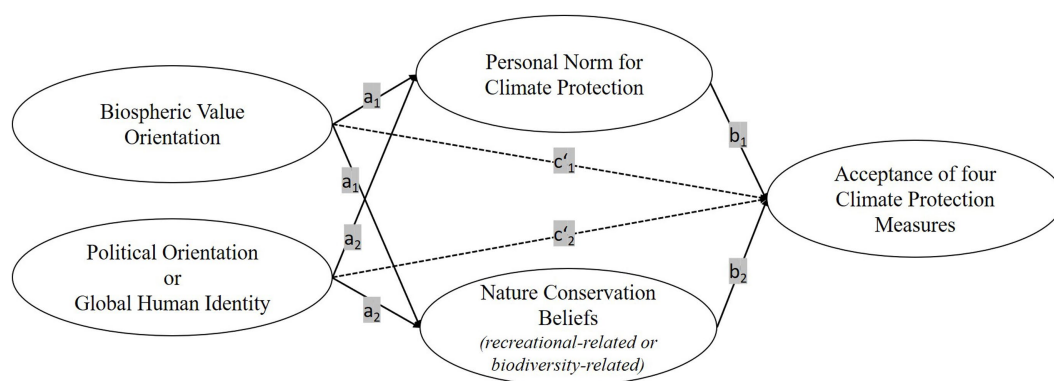 Personal Norm for
Climate Protection
Biospheric Value
Orientation
a1
b1
c‘1
a1
Acceptance of four
Climate Protection
Measures
a2
c‘2
Political Orientation
or
Global Human Identity
a2
b2
Nature Conservation
Beliefs
(recreational-related or
biodiversity-related)